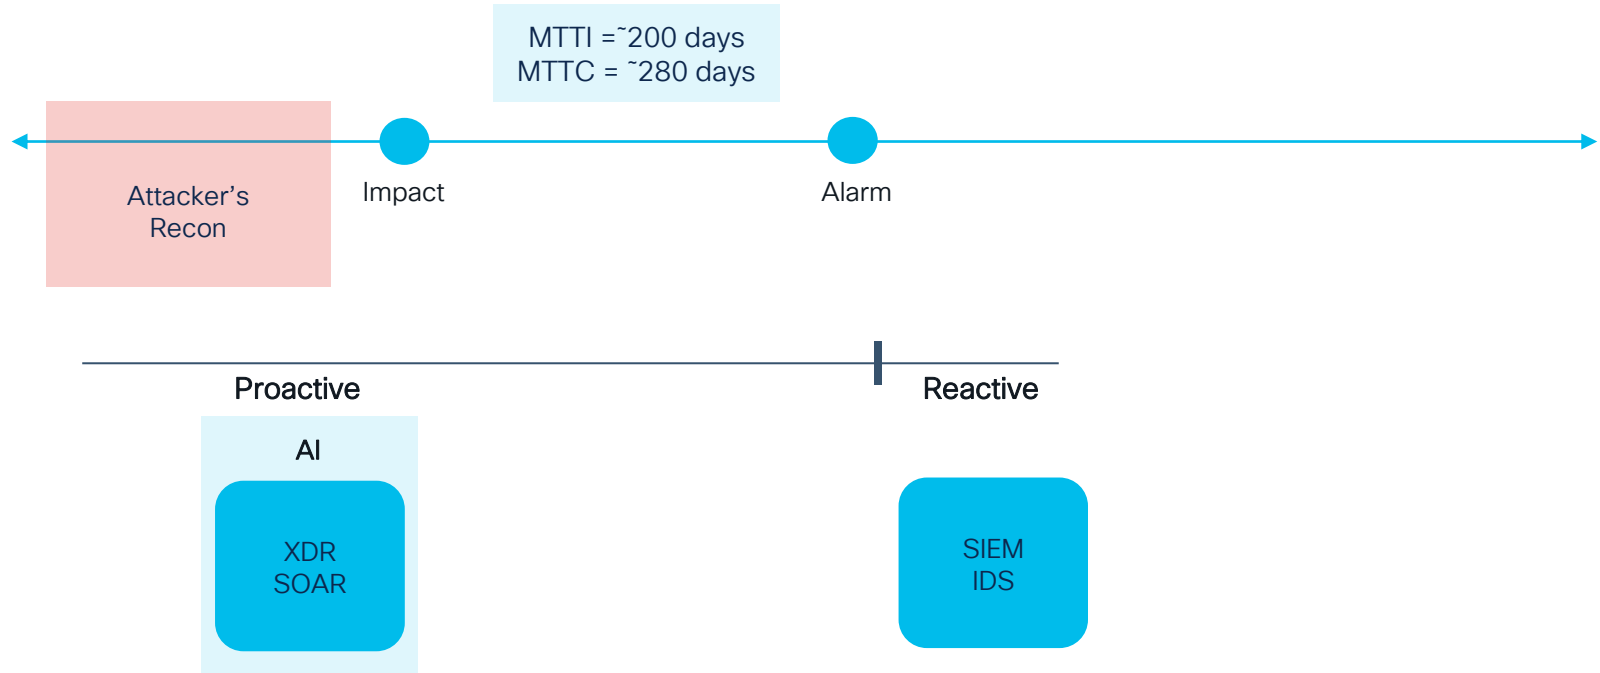 MTTI =˜200 days
MTTC = ˜280 days
Attacker’s
Recon
Impact
Alarm
Proactive
Reactive
AI
XDR
SOAR
SIEM
IDS